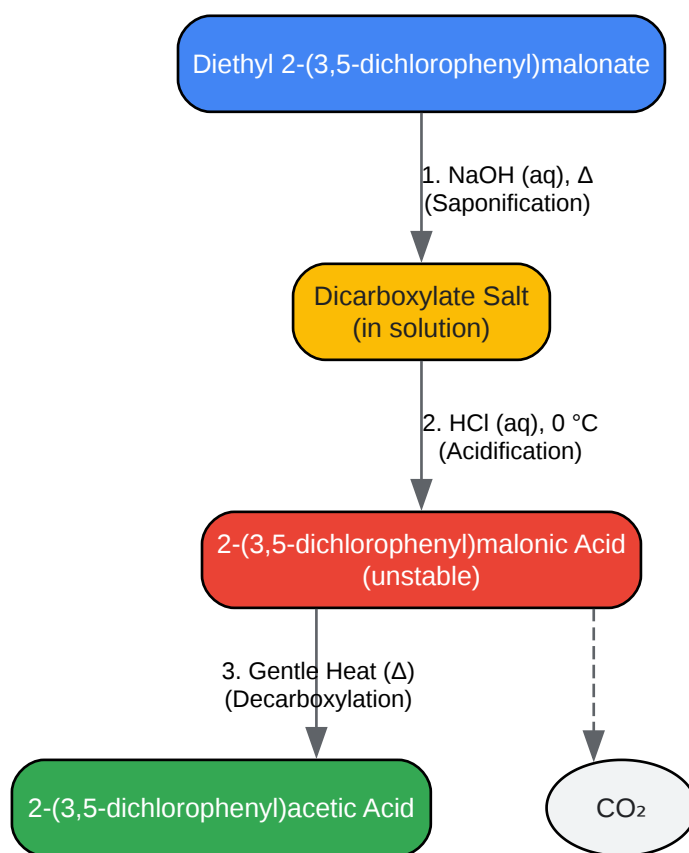 Diethyl 2-(3,5-dichlorophenyl)malonate
1. NaOH (aq), Δ
(Saponification)
Dicarboxylate Salt
(in solution)
2. HCl (aq), 0 °C
(Acidification)
2-(3,5-dichlorophenyl)malonic Acid
(unstable)
3. Gentle Heat (Δ)
(Decarboxylation)
2-(3,5-dichlorophenyl)acetic Acid
CO₂